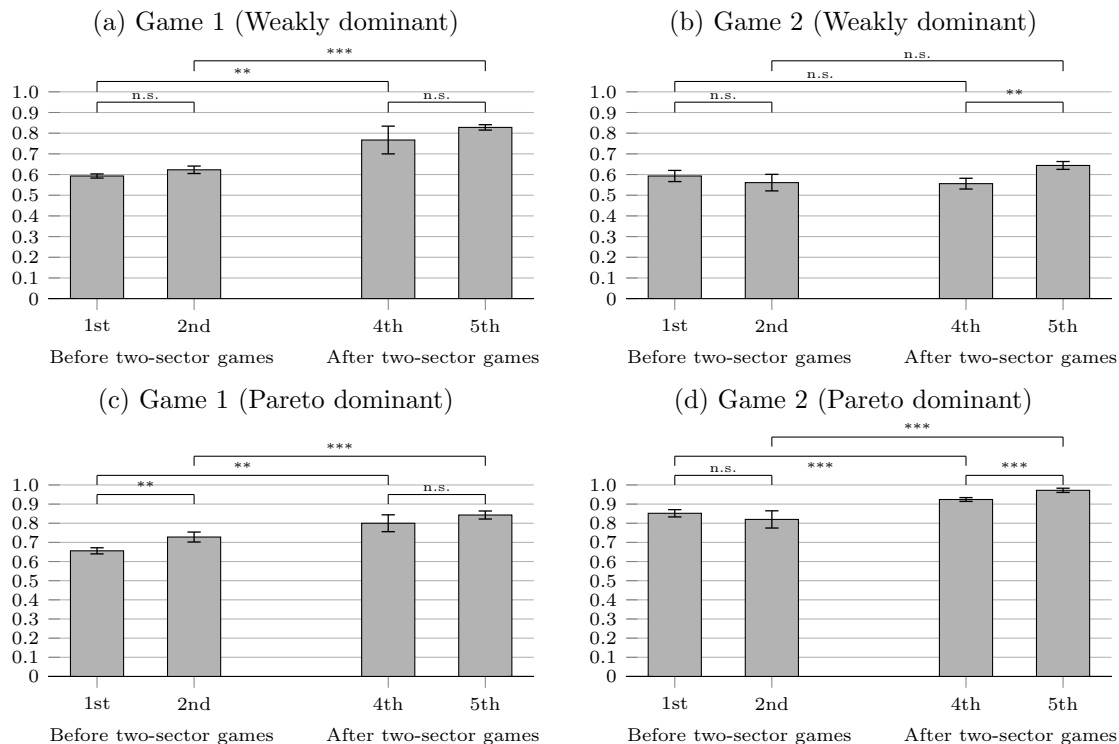 (a) Game 1 (Weakly dominant)
***
**
n.s.
n.s.
1.0
0.9
0.8
0.7
0.6
0.5
0.4
0.3
0.2
0.1
0
1st 2nd 4th 5th
Before two-sector games After two-sector games
(b) Game 2 (Weakly dominant)
n.s.
n.s.
n.s.
**
1.0
0.9
0.8
0.7
0.6
0.5
0.4
0.3
0.2
0.1
0
1st 2nd 4th 5th
Before two-sector games After two-sector games
(c) Game 1 (Pareto dominant)
***
**
**
n.s.
1.0
0.9
0.8
0.7
0.6
0.5
0.4
0.3
0.2
0.1
0
1st 2nd 4th 5th
Before two-sector games After two-sector games
(d) Game 2 (Pareto dominant)
***
n.s. *** ***
1.0
0.9
0.8
0.7
0.6
0.5
0.4
0.3
0.2
0.1
0
1st 2nd 4th 5th
Before two-sector games After two-sector games